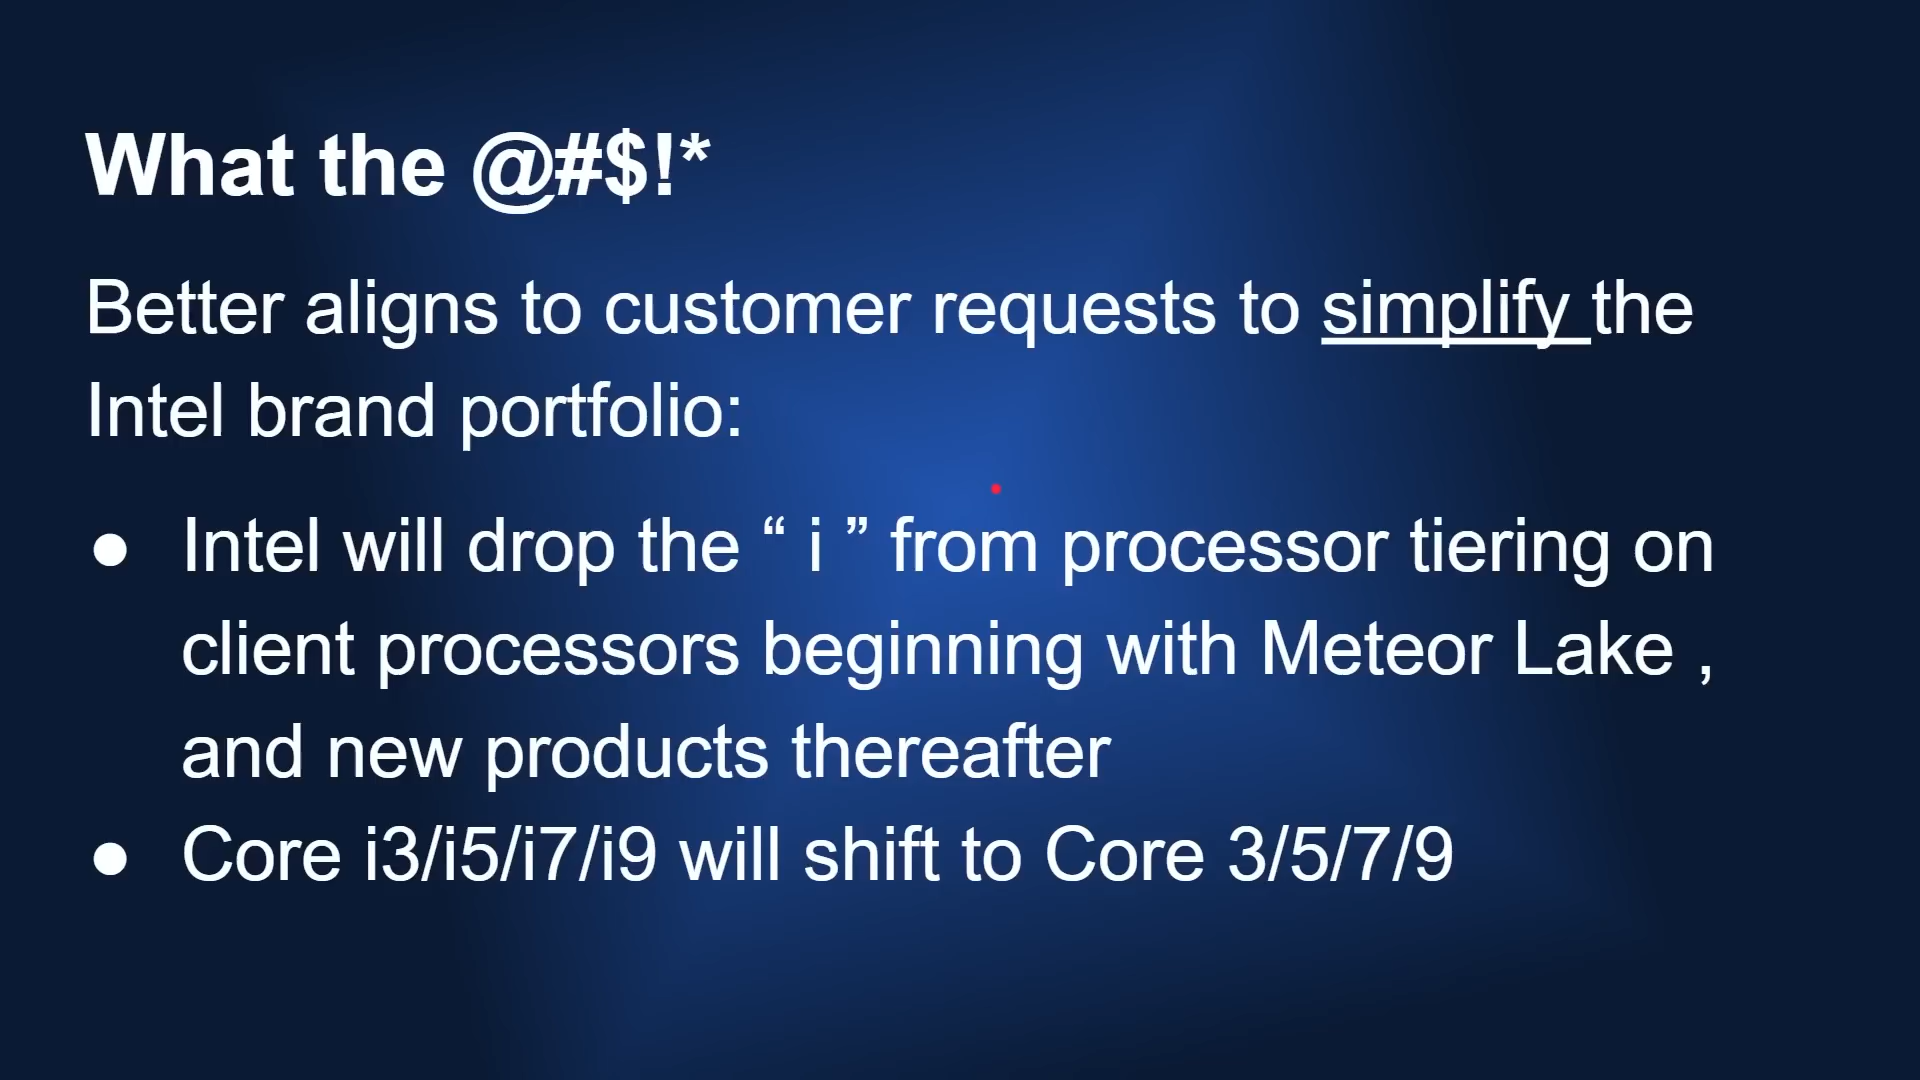 What the @#$!*
Better aligns to customer requests to simplify the
Intel brand portfolio:
● Intel will drop the “ i ” from processor tiering on
client processors beginning with Meteor Lake ,
and new products thereafter
● Core i3/i5/i7/i9 will shift to Core 3/5/7/9